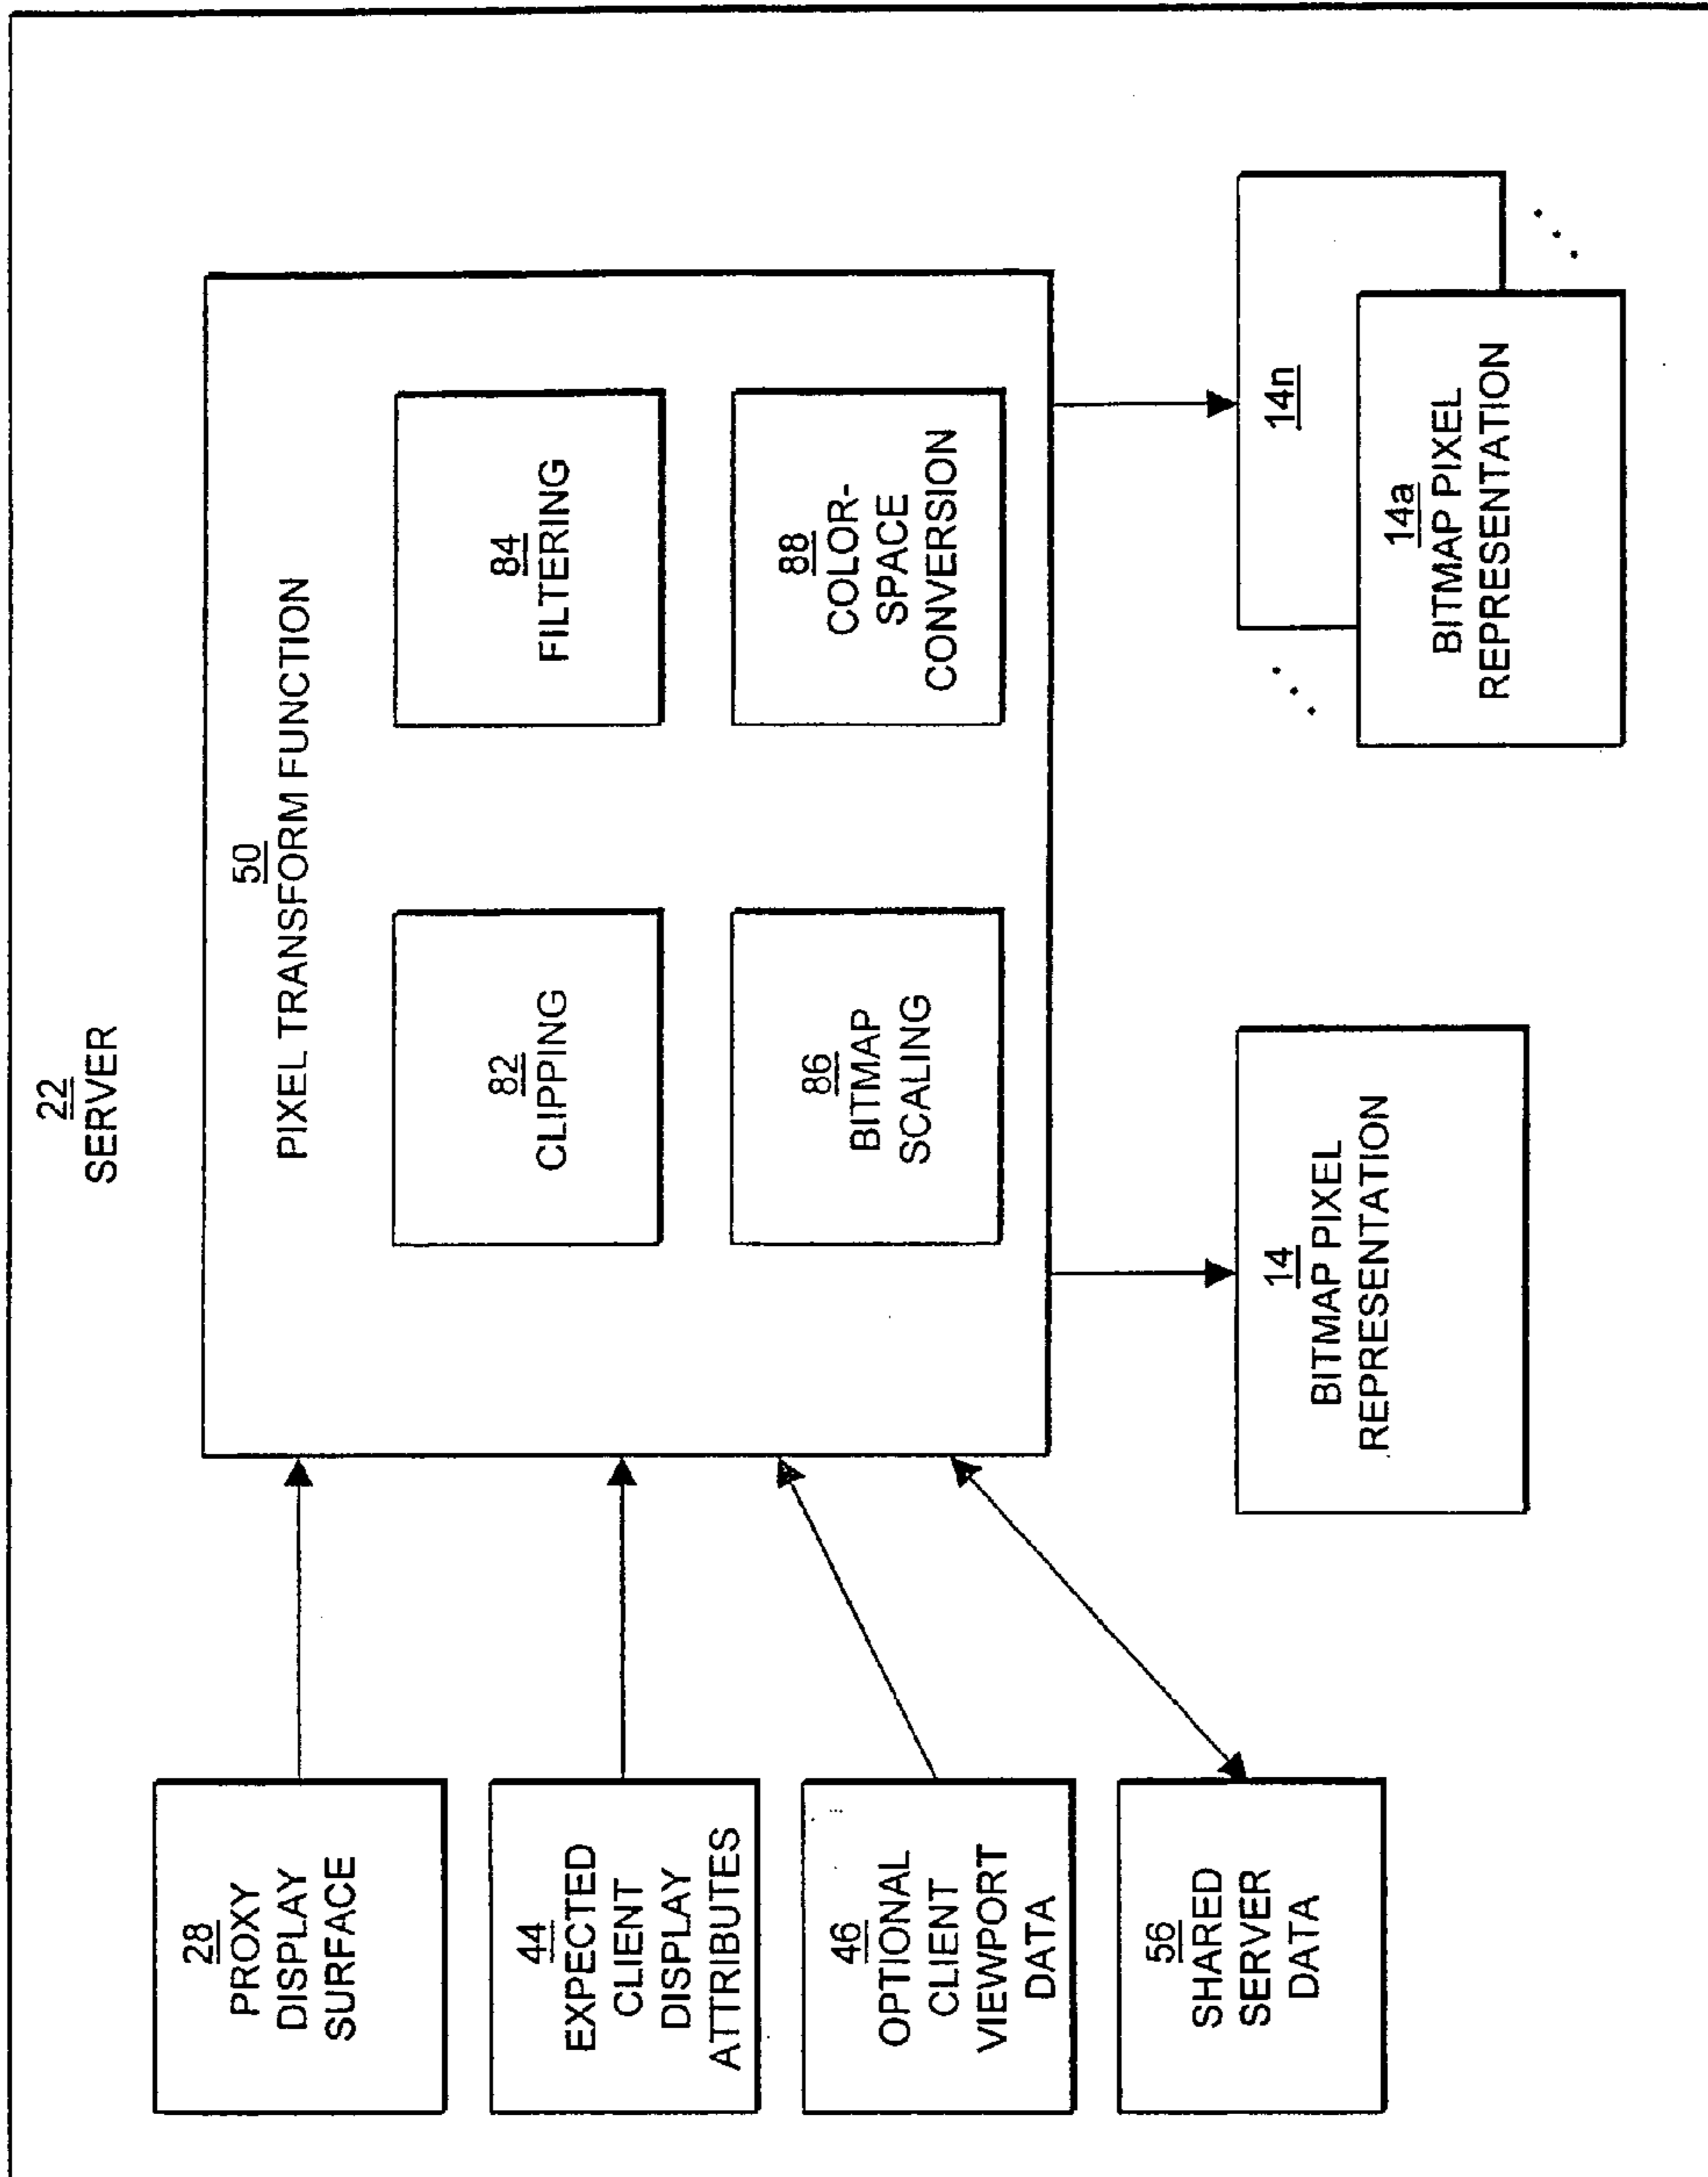 22
SERVER
28
PROXY
DISPLAY
SURFACE
44
EXPECTED
CLIENT
DISPLAY
ATTRIBUTES
46
OPTIONAL
CLIENT
VIEWPORT
DATA
56
SHARED
SERVER
DATA
50
PIXEL TRANSFORM FUNCTION
82
CLIPPING
84
FILTERING
86
BITMAP
SCALING
88
COLOR-
SPACE
CONVERSION
14
BITMAP PIXEL
REPRESENTATION
14n
14a
BITMAP PIXEL
REPRESENTATION